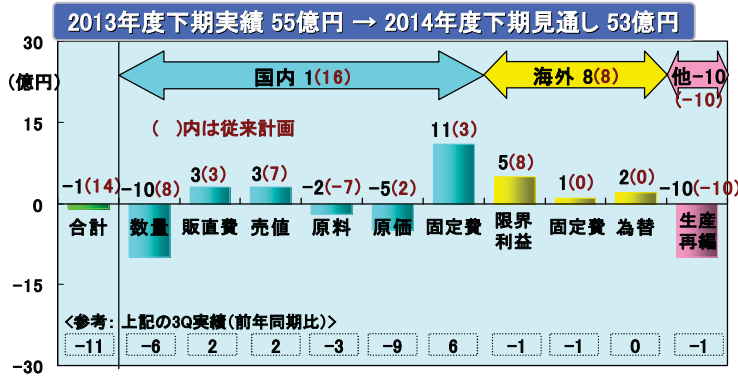 2013年度下期実績 55億円 → 2014年度下期見通し 53億円
30
(億円)
国内 1(16)
海外 8(8)
他-10
(-10)
15
(　)内は従来計画
-1(14)
-10(8)
3(3)
3(7)
-2(-7)
-5(2)
11(3)
5(8)
1(0)
2(0)
-10(-10)
0
合計
数量
販直費
売値
原料
原価
固定費
限界
利益
固定費
為替
生産
再編
-15
<参考: 上記の3Q実績(前年同期比)>
-11
-6
2
2
-3
-9
6
-1
-1
0
-1
-30